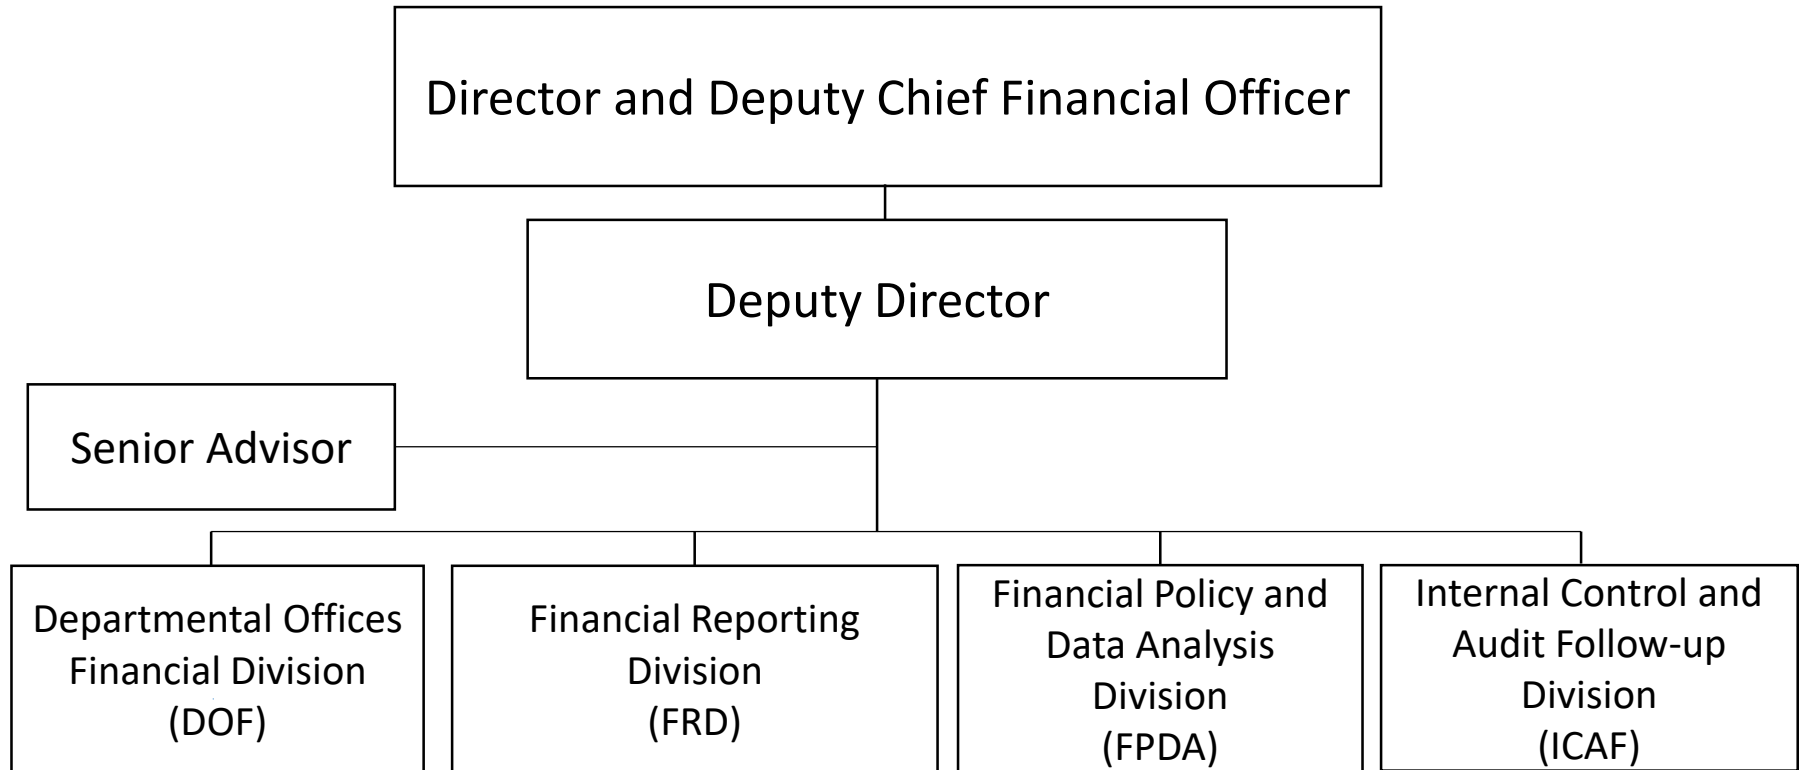 Director and Deputy Chief Financial Officer
Deputy Director
Senior Advisor
Departmental Offices
Financial Division
(DOF)
Financial Reporting
Division
(FRD)
Financial Policy and
Data Analysis
Division
(FPDA)
Internal Control and
Audit Follow-up
Division
(ICAF)